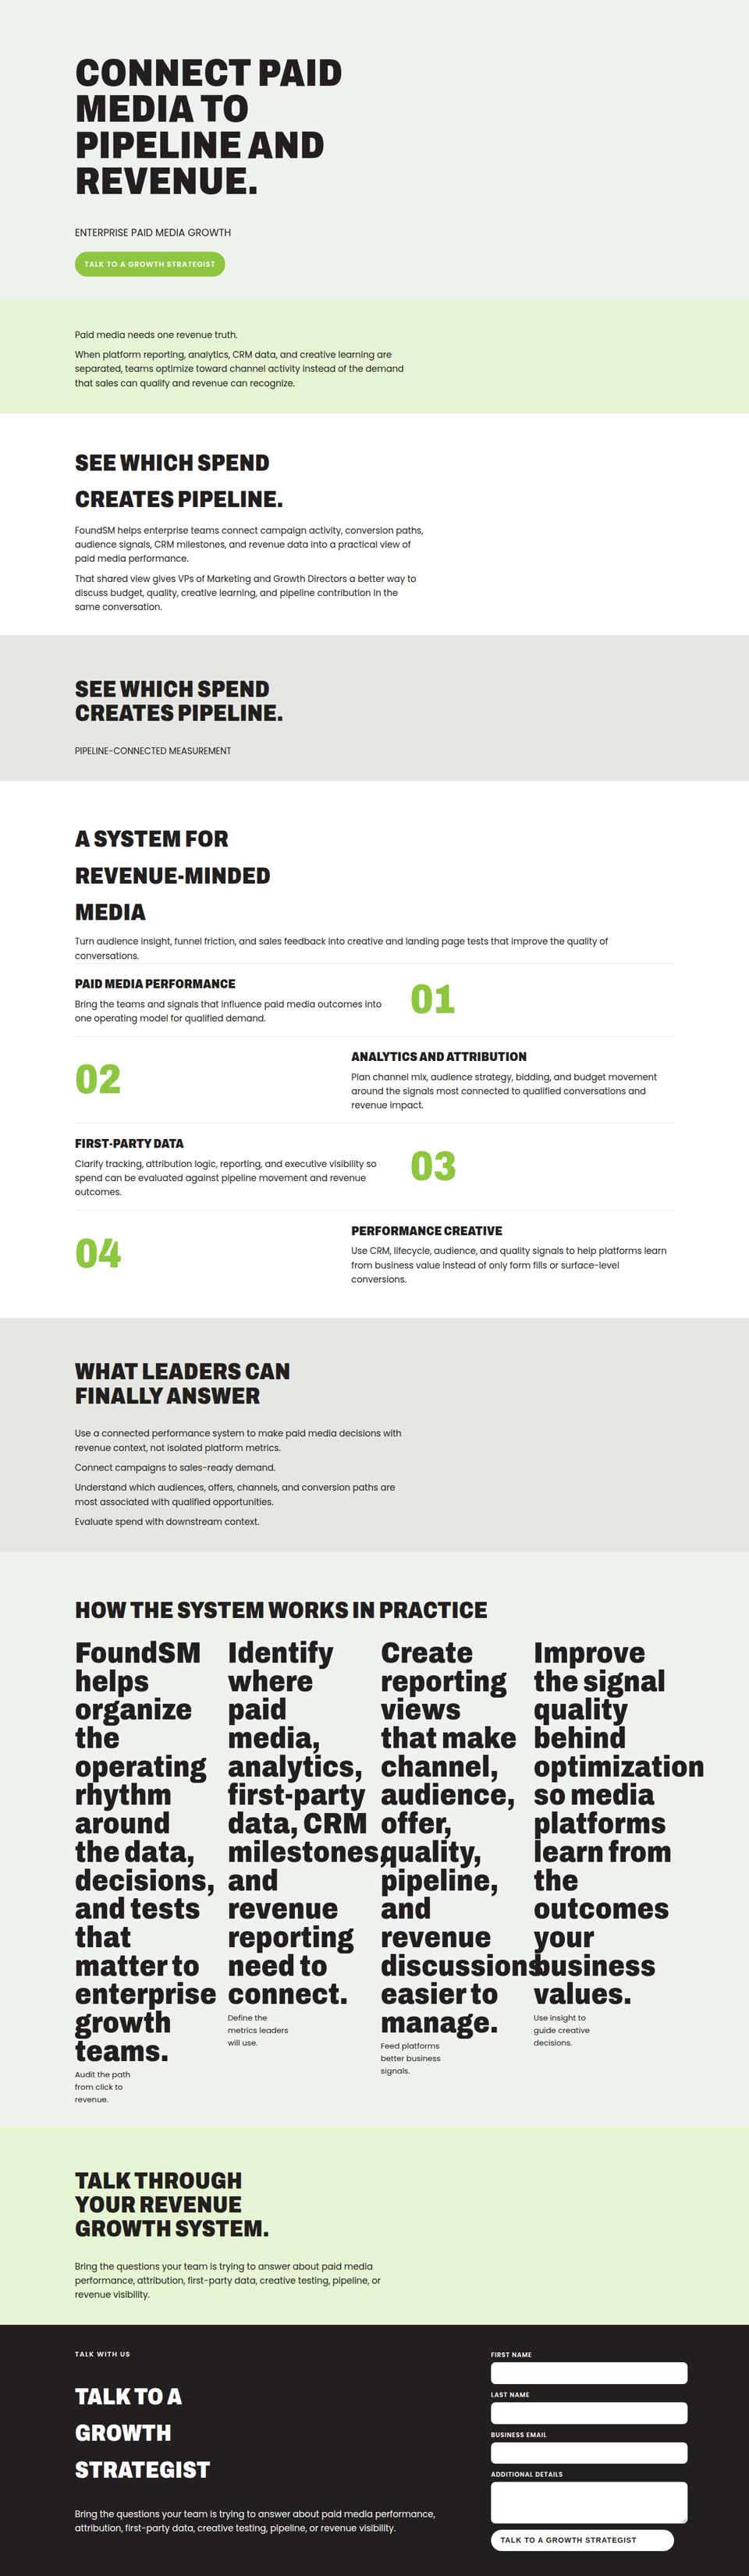 CONNECT PAID
MEDIA TO
PIPELINE AND
REVENUE.
ENTERPRISE PAID MEDIA GROWTH
TALK TO A GROWTH STRATEGIST
Paid media needs one revenue truth.
When platform reporting, analytics, CRM data, and creative learning are
separated, teams optimize toward channel activity instead of the demand
that sales can qualify and revenue can recognize.
SEE WHICH SPEND
CREATES PIPELINE.
FoundSM helps enterprise teams connect campaign activity, conversion paths,
audience signals, CRM milestones, and revenue data into a practical view of
paid media performance.
That shared view gives VPs of Marketing and Growth Directors a better way to
discuss budget, quality, creative learning, and pipeline contribution in the
same conversation.
SEE WHICH SPEND
CREATES PIPELINE.
PIPELINE-CONNECTED MEASUREMENT
A SYSTEM FOR
REVENUE-MINDED
MEDIA
Turn audience insight, funnel friction, and sales feedback into creative and landing page tests that improve the quality of
conversations.
PAID MEDIA PERFORMANCE
Bring the teams and signals that influence paid media outcomes into
one operating model for qualified demand.
01
02
ANALYTICS AND ATTRIBUTION
Plan channel mix, audience strategy, bidding, and budget movement
around the signals most connected to qualified conversations and
revenue impact.
FIRST-PARTY DATA
Clarify tracking, attribution logic, reporting, and executive visibility so
spend can be evaluated against pipeline movement and revenue
outcomes.
03
04
PERFORMANCE CREATIVE
Use CRM, lifecycle, audience, and quality signals to help platforms learn
from business value instead of only form fills or surface-level
conversions.
WHAT LEADERS CAN
FINALLY ANSWER
Use a connected performance system to make paid media decisions with
revenue context, not isolated platform metrics.
Connect campaigns to sales-ready demand.
Understand which audiences, offers, channels, and conversion paths are
most associated with qualified opportunities.
Evaluate spend with downstream context.
HOW THE SYSTEM WORKS IN PRACTICE
FoundSM
helps
organize
the
operating
rhythm
around
the data,
decisions,
and tests
that
matter to
enterprise
growth
teams.
Audit the path
from click to
revenue.
Identify
where
paid
media,
analytics,
first-party
data, CRM
milestones,
and
revenue
reporting
need to
connect.
Define the
metrics leaders
will use.
Create
reporting
views
that make
channel,
audience,
offer,
quality,
pipeline,
and
revenue
discussions
easier to
manage.
Feed platforms
better business
signals.
Improve
the signal
quality
behind
optimization
so media
platforms
learn from
the
outcomes
your
business
values.
Use insight to
guide creative
decisions.
TALK THROUGH
YOUR REVENUE
GROWTH SYSTEM.
Bring the questions your team is trying to answer about paid media
performance, attribution, first-party data, creative testing, pipeline, or
revenue visibility.
TALK WITH US
TALK TO A
GROWTH
STRATEGIST
Bring the questions your team is trying to answer about paid media performance,
attribution, first-party data, creative testing, pipeline, or revenue visibility.
FIRST NAME
LAST NAME
BUSINESS EMAIL
ADDITIONAL DETAILS
TALK TO A GROWTH STRATEGIST